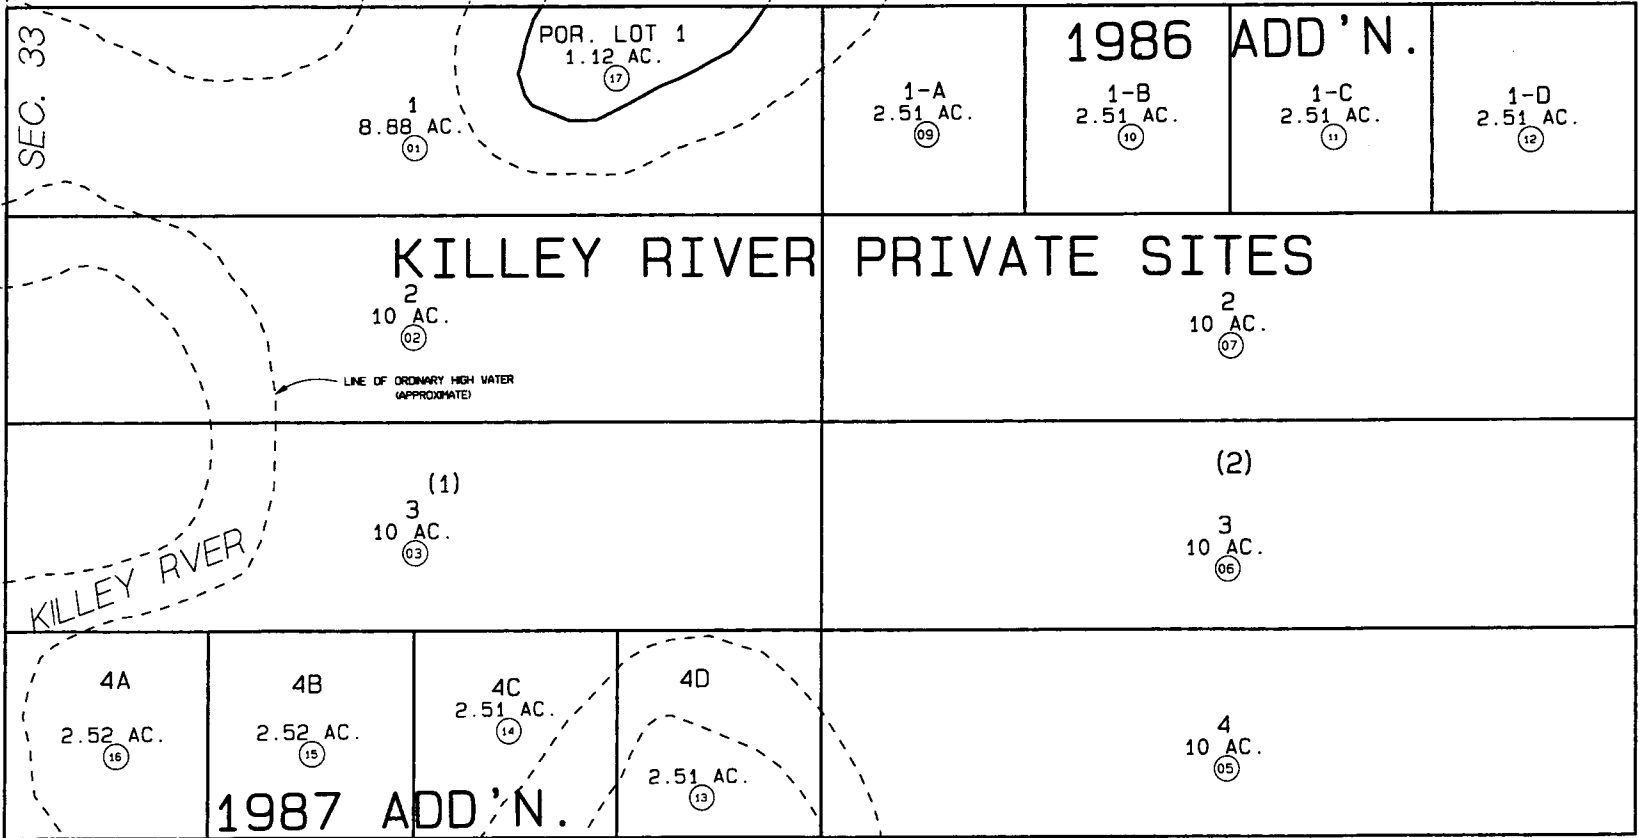 SEC. 33
POR. LOT 1
1.12 AC.
17
1
8.88 AC.
01
1986 ADD'N.
1-A
2.51 AC.
09
1-B
2.51 AC.
10
1-C
2.51 AC.
11
1-D
2.51 AC.
12
KILLEY RIVER PRIVATE SITES
2
10 AC.
02
LINE OF ORDINARY HIGH WATER
(APPROXIMATE)
2
10 AC.
07
(1)
3
10 AC.
03
(2)
3
10 AC.
06
KILLEY RVER
4A
2.52 AC.
16
4B
2.52 AC.
15
4C
2.51 AC.
14
4D
2.51 AC.
13
4
10 AC.
05
1987 ADD'N.